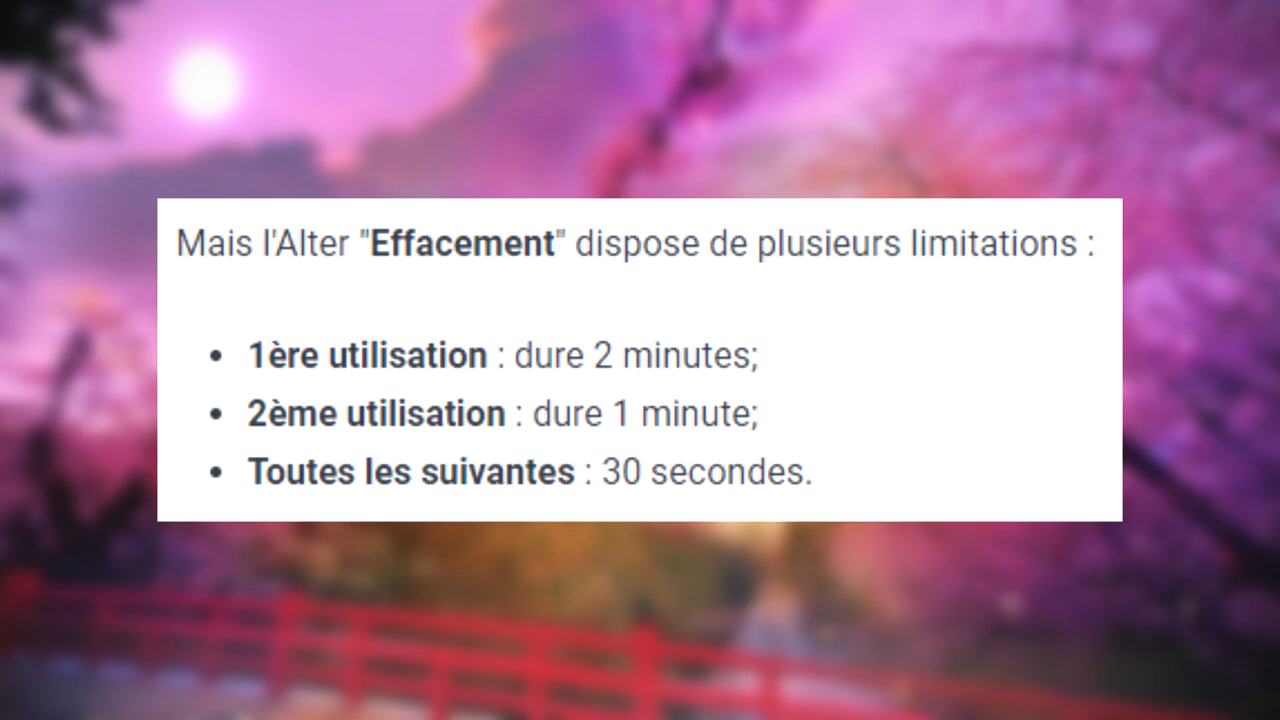 Mais l'Alter "Effacement" dispose de plusieurs limitations :
• 1ère utilisation : dure 2 minutes;
• 2ème utilisation : dure 1 minute;
• Toutes les suivantes : 30 secondes.